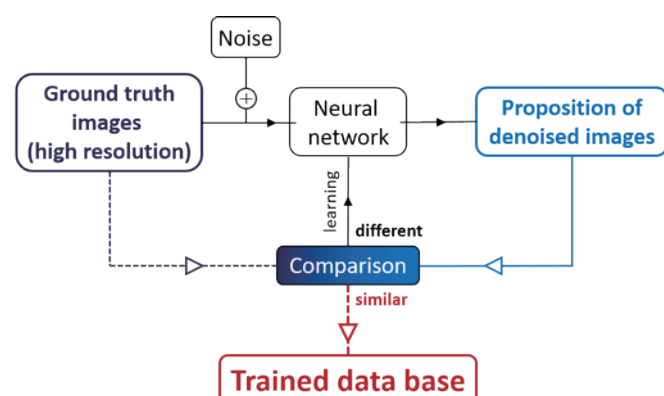 Noise
+
Ground truth
images
(high resolution)
Neural
network
Proposition of
denoised images
learning
different
Comparison
similar
Trained data base